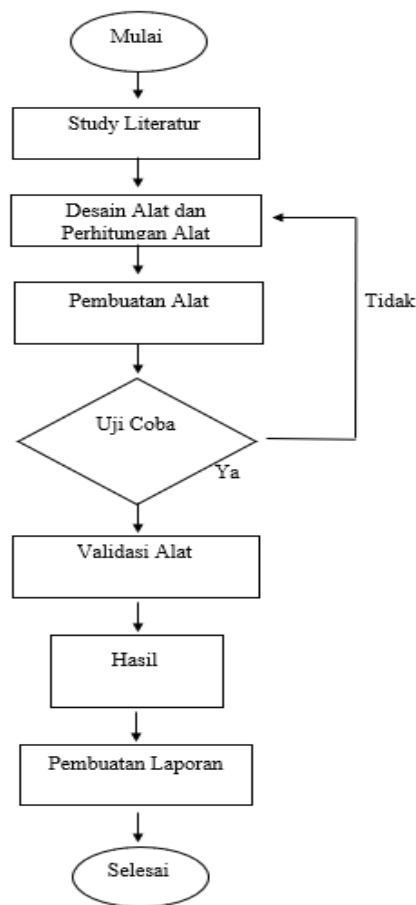 Mulai
Study Literatur
Desain Alat dan
Perhitungan Alat
Pembuatan Alat
Tidak
Uji Coba
Ya
Validasi Alat
Hasil
Pembuatan Laporan
Selesai